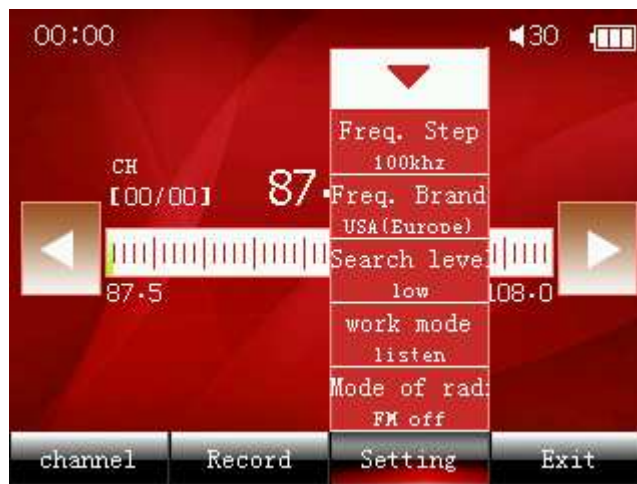 00:00
30
Freq. Step
100khz
CH
[00/00]
87.
Freq. Brand
USA(Europe)
Search leve
low
87.5
108.0
work mode
listen
Mode of rad
FM off
channel
Record
Setting
Exit